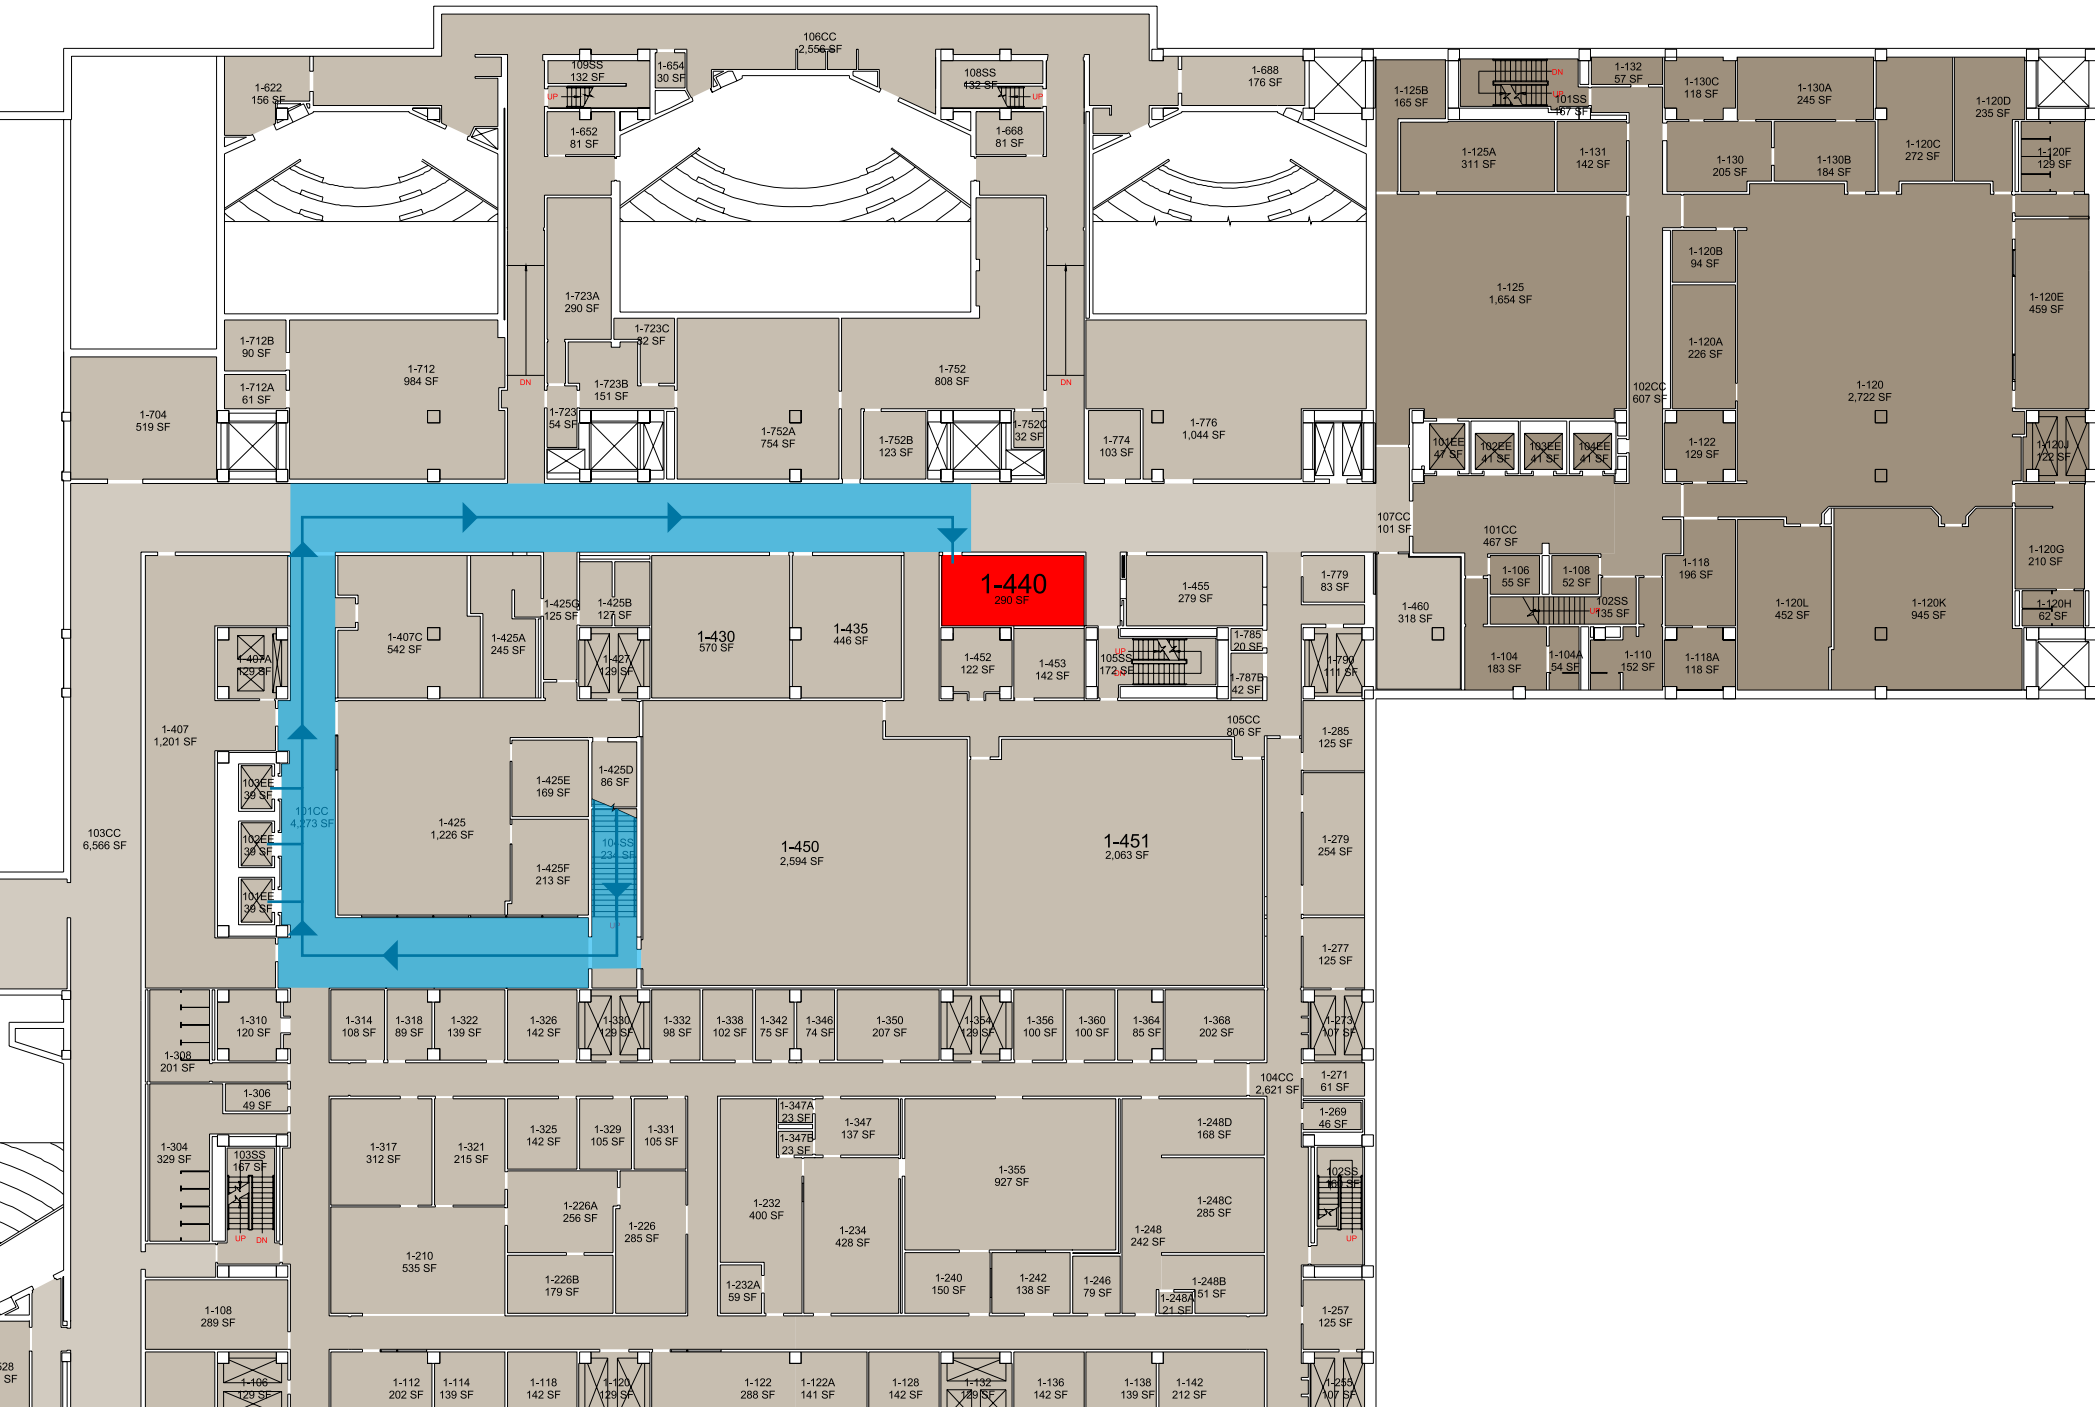 106CC
2,556 SF
109SS
132 SF
UP
1-654
30 SF
108SS
132 SF
UP
1-622
156 SF
1-652
81 SF
1-668
81 SF
1-688
176 SF
1-125B
165 SF
DN
UP
101SS
167 SF
1-132
57 SF
1-130C
118 SF
1-130A
245 SF
1-120D
235 SF
1-125A
311 SF
1-131
142 SF
1-130
205 SF
1-130B
184 SF
1-120C
272 SF
1-120F
129 SF
1-120B
94 SF
1-125
1,654 SF
1-120E
459 SF
1-723A
290 SF
1-723C
32 SF
1-712B
90 SF
1-712A
61 SF
1-712
984 SF
DN
1-723B
151 SF
1-752
808 SF
DN
1-120A
226 SF
102CC
607 SF
1-120
2,722 SF
1-704
519 SF
1-723
54 SF
1-752A
754 SF
1-752B
123 SF
1-752C
32 SF
1-774
103 SF
1-776
1,044 SF
101EE
47 SF
102EE
41 SF
103EE
41 SF
104EE
41 SF
1-122
129 SF
1-120J
122 SF
107CC
101 SF
101CC
467 SF
1-440
290 SF
1-455
279 SF
1-779
83 SF
1-460
318 SF
1-106
55 SF
1-108
52 SF
UP
102SS
135 SF
1-118
196 SF
1-120L
452 SF
1-120K
945 SF
1-120G
210 SF
1-120H
62 SF
1-407C
542 SF
1-425A
245 SF
1-425G
125 SF
1-425B
127 SF
1-430
570 SF
1-435
446 SF
1-407A
129 SF
1-427
129 SF
1-452
122 SF
1-453
142 SF
UP
105SS
172 SF
DN
1-785
20 SF
1-787B
42 SF
1-790
111 SF
1-104
183 SF
1-104A
54 SF
1-110
152 SF
1-118A
118 SF
1-407
1,201 SF
105CC
806 SF
1-285
125 SF
103EE
39 SF
102EE
39 SF
101EE
39 SF
101CC
4,273 SF
1-425
1,226 SF
1-425E
169 SF
1-425D
86 SF
1-425F
213 SF
104SS
234 SF
UP
1-450
2,594 SF
1-451
2,063 SF
1-279
254 SF
103CC
6,566 SF
1-277
125 SF
1-310
120 SF
1-314
108 SF
1-318
89 SF
1-322
139 SF
1-326
142 SF
1-330
129 SF
1-332
98 SF
1-338
102 SF
1-342
75 SF
1-346
74 SF
1-350
207 SF
1-354
129 SF
1-356
100 SF
1-360
100 SF
1-364
85 SF
1-368
202 SF
1-273
107 SF
1-308
201 SF
1-306
49 SF
104CC
2,621 SF
1-271
61 SF
1-269
46 SF
1-304
329 SF
103SS
167 SF
UP
DN
1-317
312 SF
1-321
215 SF
1-325
142 SF
1-329
105 SF
1-331
105 SF
1-347A
23 SF
1-347B
23 SF
1-347
137 SF
1-355
927 SF
1-248D
168 SF
102SS
UP
1-226A
256 SF
1-226
285 SF
1-232
400 SF
1-234
428 SF
1-248
242 SF
1-248C
285 SF
1-210
535 SF
1-226B
179 SF
1-232A
59 SF
1-240
150 SF
1-242
138 SF
1-246
79 SF
1-248A
21 SF
1-248B
151 SF
1-108
289 SF
1-257
125 SF
528
SF
1-106
129 SF
1-112
202 SF
1-114
139 SF
1-118
142 SF
1-120
129 SF
1-122
288 SF
1-122A
141 SF
1-128
142 SF
1-132
129 SF
1-136
142 SF
1-138
139 SF
1-142
212 SF
1-255
107 SF